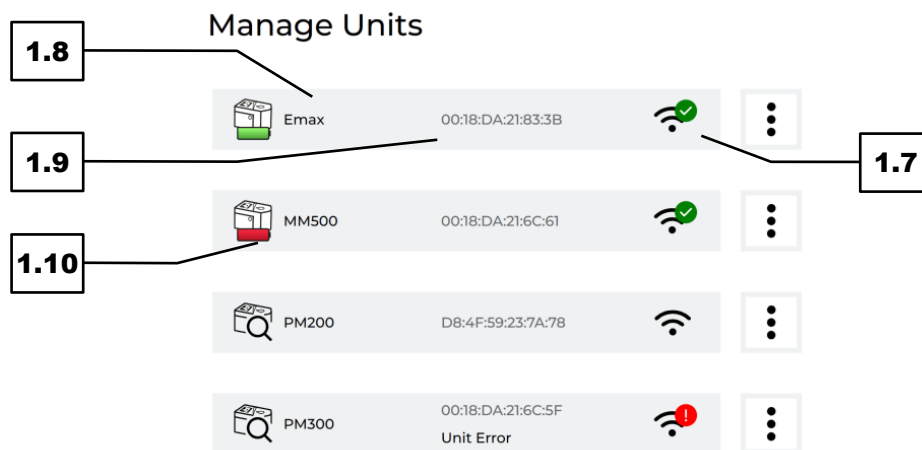 Manage Units
1.8
Emax 00:18:DA:21:83:3B
1.9
1.7
MM500 00:18:DA:21:6C:61
1.10
PM200 D8:4F:59:23:7A:78
PM300 00:18:DA:21:6C:5F
Unit Error